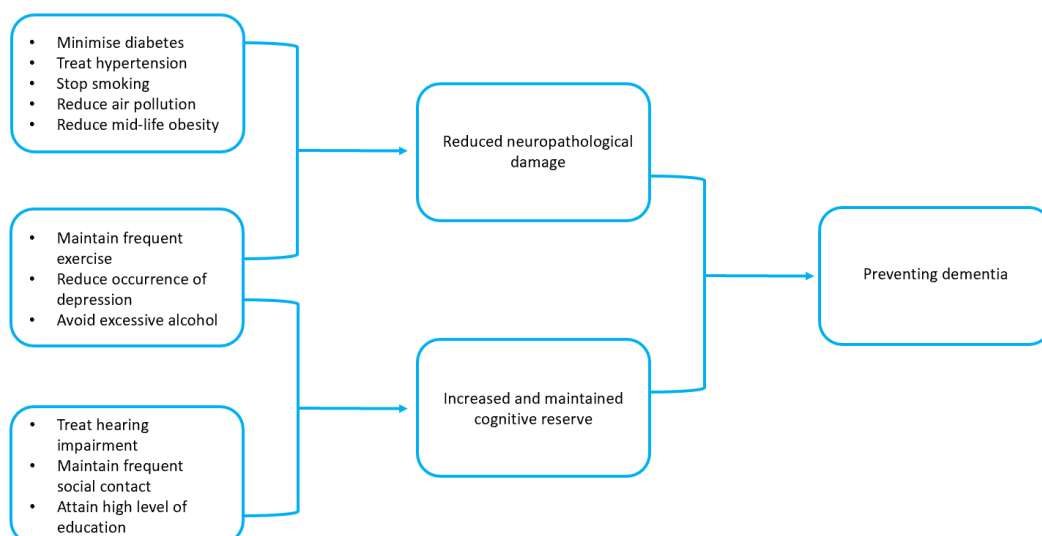 • Minimise diabetes
• Treat hypertension
• Stop smoking
• Reduce air pollution
• Reduce mid-life obesity
• Maintain frequent
exercise
• Reduce occurrence of
depression
• Avoid excessive alcohol
• Treat hearing
impairment
• Maintain frequent
social contact
• Attain high level of
education
Reduced neuropathological
damage
Increased and maintained
cognitive reserve
Preventing dementia